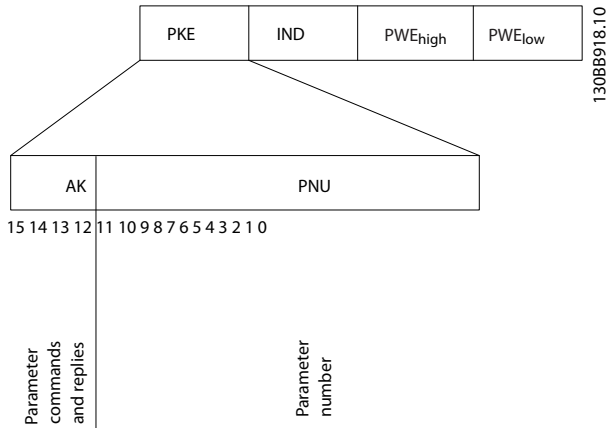 PKE IND PWEhigh PWElow
130BB918.10
AK PNU
15 14 13 12 11 10 9 8 7 6 5 4 3 2 1 0
Parameter
commands
and replies
Parameter
number